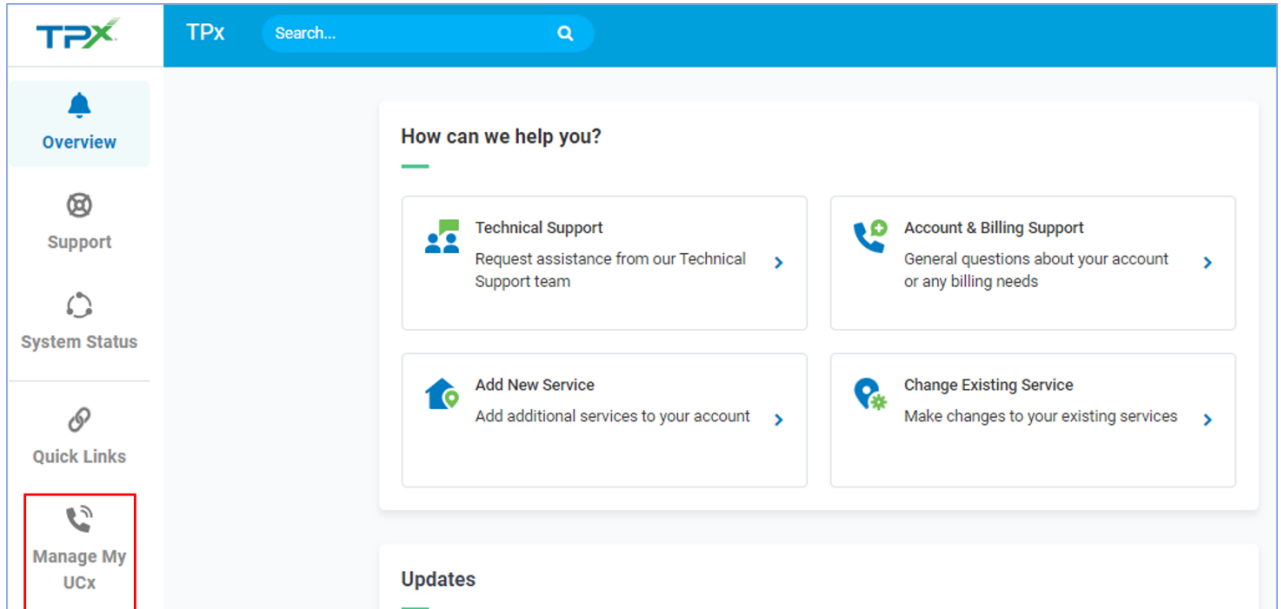 TPx
TPx
Search...
Overview
Support
System Status
Quick Links
Manage My
UCx
How can we help you?
Technical Support
Request assistance from our Technical
Support team
Account & Billing Support
General questions about your account
or any billing needs
Add New Service
Add additional services to your account
Change Existing Service
Make changes to your existing services
Updates